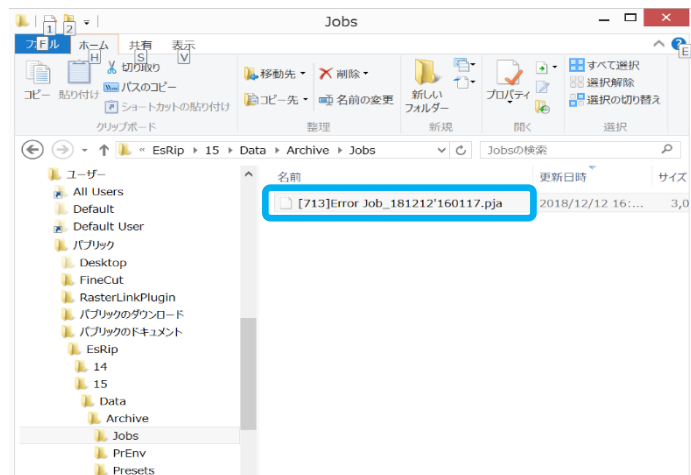 Jobs
1
2
ファイル
F
ホーム
H
共有
S
表示
V
E
コピー
貼り付け
切り取り
パスのコピー
ショートカットの貼り付け
クリップボード
移動先
コピー先
削除
名前の変更
整理
新しい
フォルダー
新規
プロパティ
開く
すべて選択
選択解除
選択の切り替え
選択
« EsRip ▸ 15 ▸ Data ▸ Archive ▸ Jobs
Jobsの検索
名前
更新日時
サイズ
[713]Error Job_181212'160117.pja
2018/12/12 16:...
3,0
ユーザー
All Users
Default
Default User
パブリック
Desktop
FineCut
RasterLinkPlugin
パブリックのダウンロード
パブリックのドキュメント
EsRip
14
15
Data
Archive
Jobs
PrEnv
Presets